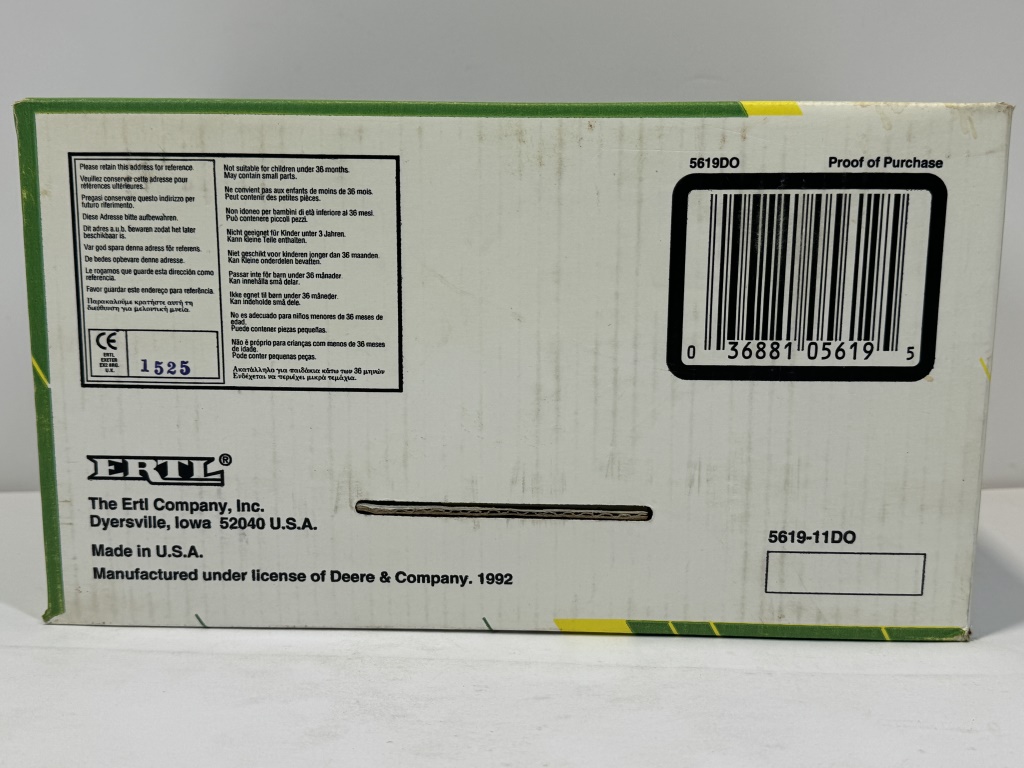 Please retain this address for reference.
Veuillez conserver cette adresse pour
références ultérieures.
Pregasi conservare questo indirizzo per
futuro riferimento.
Diese Adresse bitte aufbewahren.
Dit adres a.u.b. bewaren zodat het later
beschikbaar is.
Var god spara denna adress för referens.
De bedes opbevare denne adresse.
Le rogamos que guarde esta dirección como
referencia.
Favor guardar este endereço para referência.
Παρακαλούμε κρατήστε αυτή τη
διεύθυνση για μελοντική μνεία.
CE
ERTL
EXETER
U.K.
1525
Not suitable for children under 36 months.
May contain small parts.
Ne convient pas aux enfants de moins de 36 mois.
Peut contenir des petites pièces.
Non idoneo per bambini di età inferiore al 36 mesi.
Può contenere piccoli pezzi.
Nicht geeignet für Kinder unter 3 Jahren.
Kann kleine Teile enthalten.
Niet geschikt voor kinderen jonger dan 36 maanden.
Kan kleine onderdelen bevatten.
Passar inte för barn under 36 månader.
Kan innehålla små delar.
Ikke egnet til børn under 36 måneder.
Kan indeholde små dele.
No es adecuado para niños menores de 36 meses de
edad.
Puede contener piezas pequeñas.
Não é próprio para crianças com menos de 36 meses
de idade.
Pode conter pequenas peças.
Ακατάλληλο για παιδάκια κάτω των 36 μηνών
Ενδέχεται να περιέχει μικρά τεμάχια.
5619DO
Proof of Purchase
0 36881 05619 5
ERTL®
The Ertl Company, Inc.
Dyersville, Iowa 52040 U.S.A.
Made in U.S.A.
Manufactured under license of Deere & Company. 1992
5619-11DO